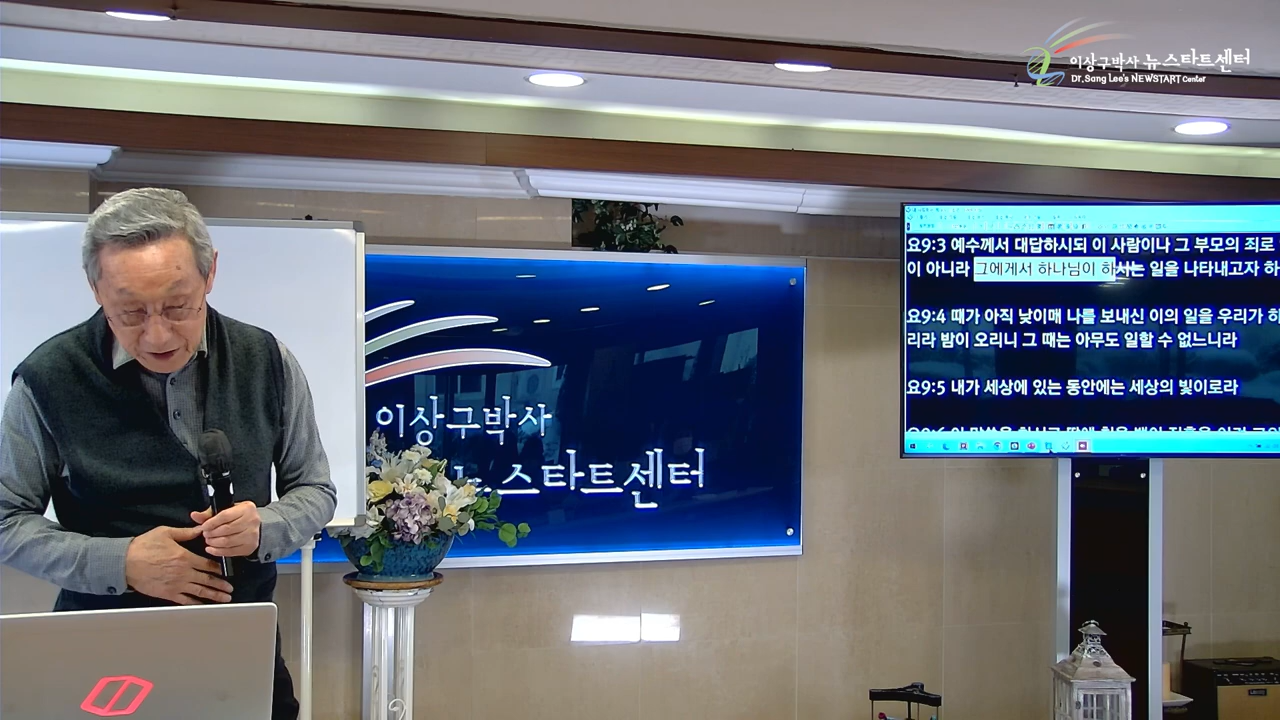 이상구박사 뉴스타트센터
Dr. Sang Lee's NEWSTART Center
요9:3 예수께서 대답하시되 이 사람이나 그 부모의 죄로
이 아니라 그에게서 하나님이 하시는 일을 나타내고자 하
요9:4 때가 아직 낮이매 나를 보내신 이의 일을 우리가 하
리라 밤이 오리니 그 때는 아무도 일할 수 없느니라
요9:5 내가 세상에 있는 동안에는 세상의 빛이로라
이상구박사
뉴스타트센터